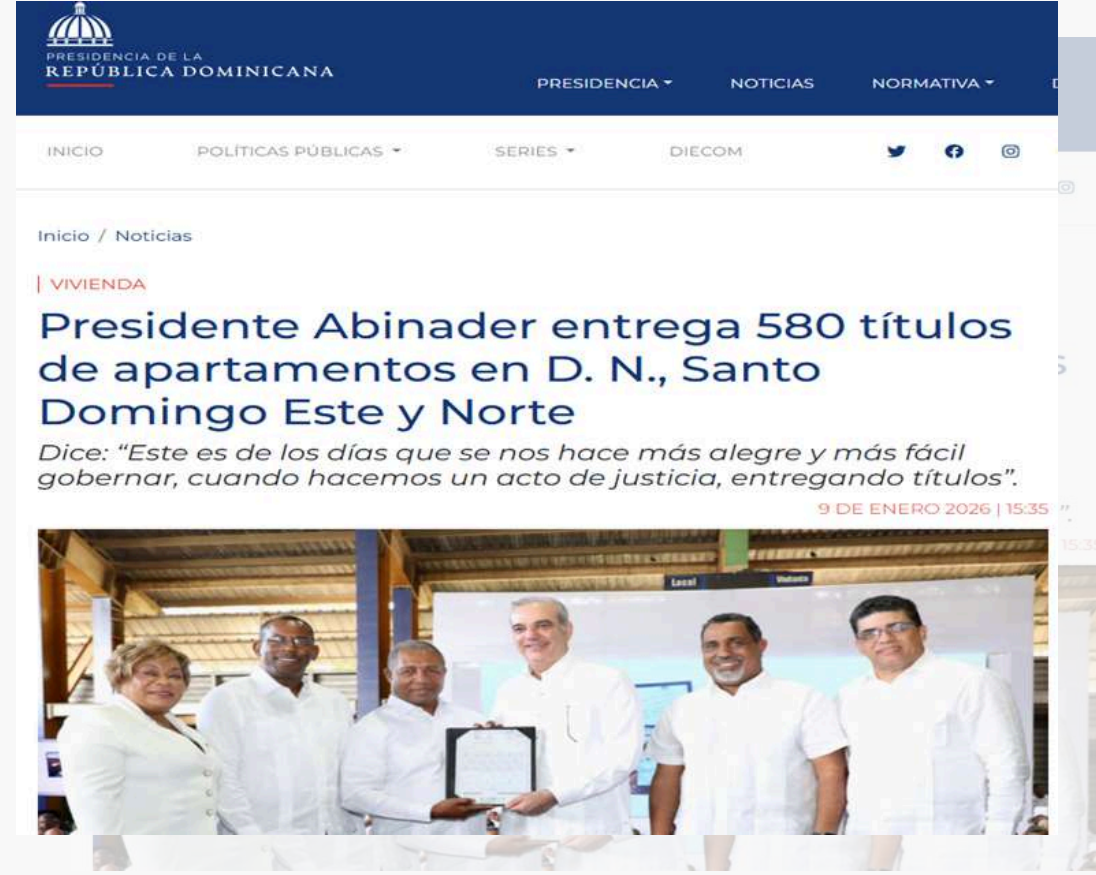 PRESIDENCIA DE LA
REPÚBLICA DOMINICANA
PRESIDENCIA NOTICIAS NORMATIVA
INICIO POLÍTICAS PÚBLICAS SERIES DIECOM
Inicio / Noticias
| VIVIENDA
Presidente Abinader entrega 580 títulos
de apartamentos en D. N., Santo
Domingo Este y Norte
Dice: “Este es de los días que se nos hace más alegre y más fácil
gobernar, cuando hacemos un acto de justicia, entregando títulos”.
9 DE ENERO 2026 | 15:35
Local